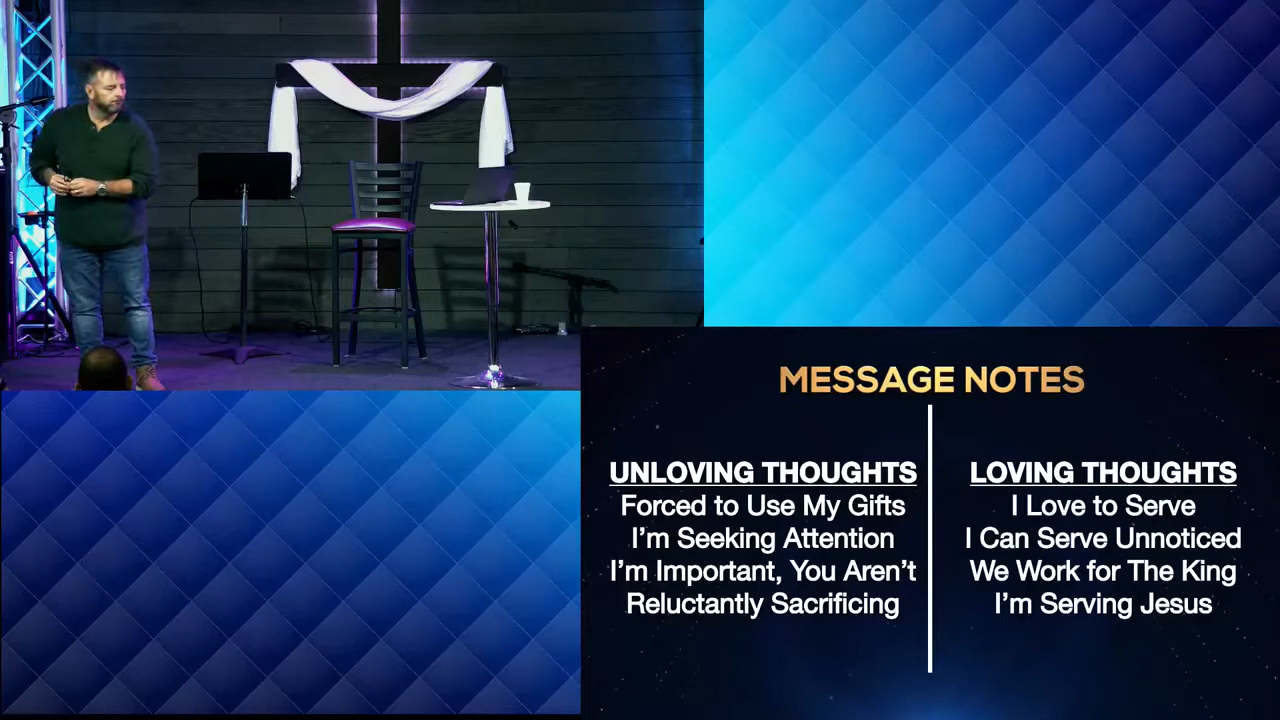 MESSAGE NOTES
UNLOVING THOUGHTS
Forced to Use My Gifts
I'm Seeking Attention
I'm Important, You Aren't
Reluctantly Sacrificing
LOVING THOUGHTS
I Love to Serve
I Can Serve Unnoticed
We Work for The King
I'm Serving Jesus